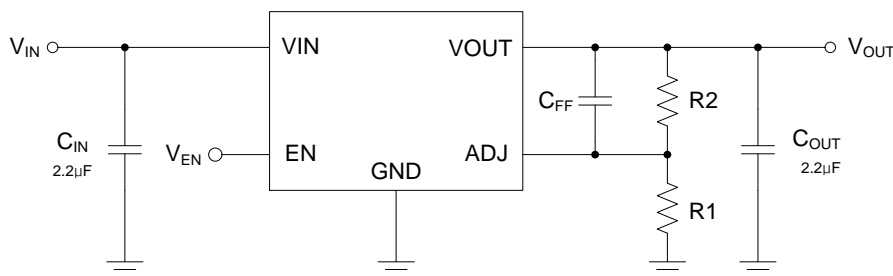 VIN
VIN
VOUT
VOUT
CFF
R2
CIN
2.2µF
VEN
EN
ADJ
COUT
2.2µF
GND
R1